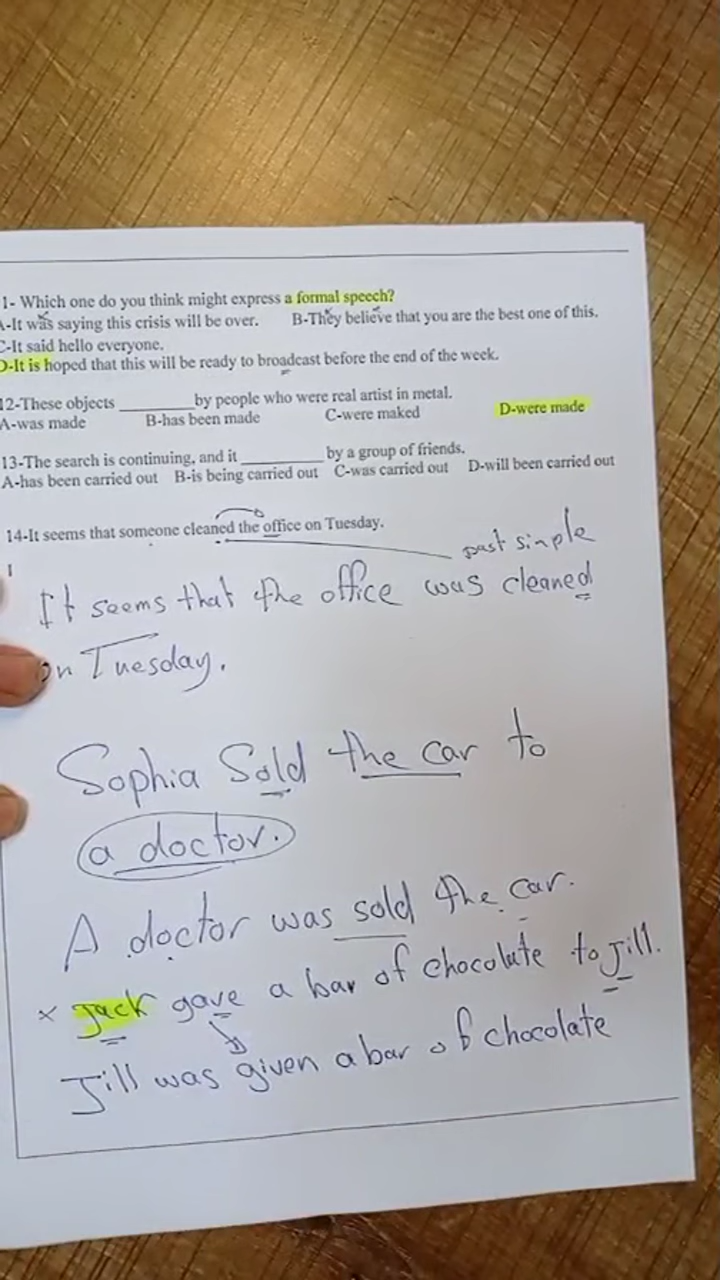 1- Which one do you think might express a formal speech?
A-It was saying this crisis will be over. B-They believe that you are the best one of this.
C-It said hello everyone.
D-It is hoped that this will be ready to broadcast before the end of the week.
12-These objects ________ by people who were real artist in metal.
A-was made B-has been made C-were maked D-were made
13-The search is continuing, and it _________ by a group of friends.
A-has been carried out B-is being carried out C-was carried out D-will been carried out
14-It seems that someone cleaned the office on Tuesday.
past simple
It seems that the office was cleaned
on Tuesday.
Sophia Sold the car to
a doctor.
A doctor was sold the car.
× Jack gave a bar of chocolate to Jill.
Jill was given a bar of chocolate